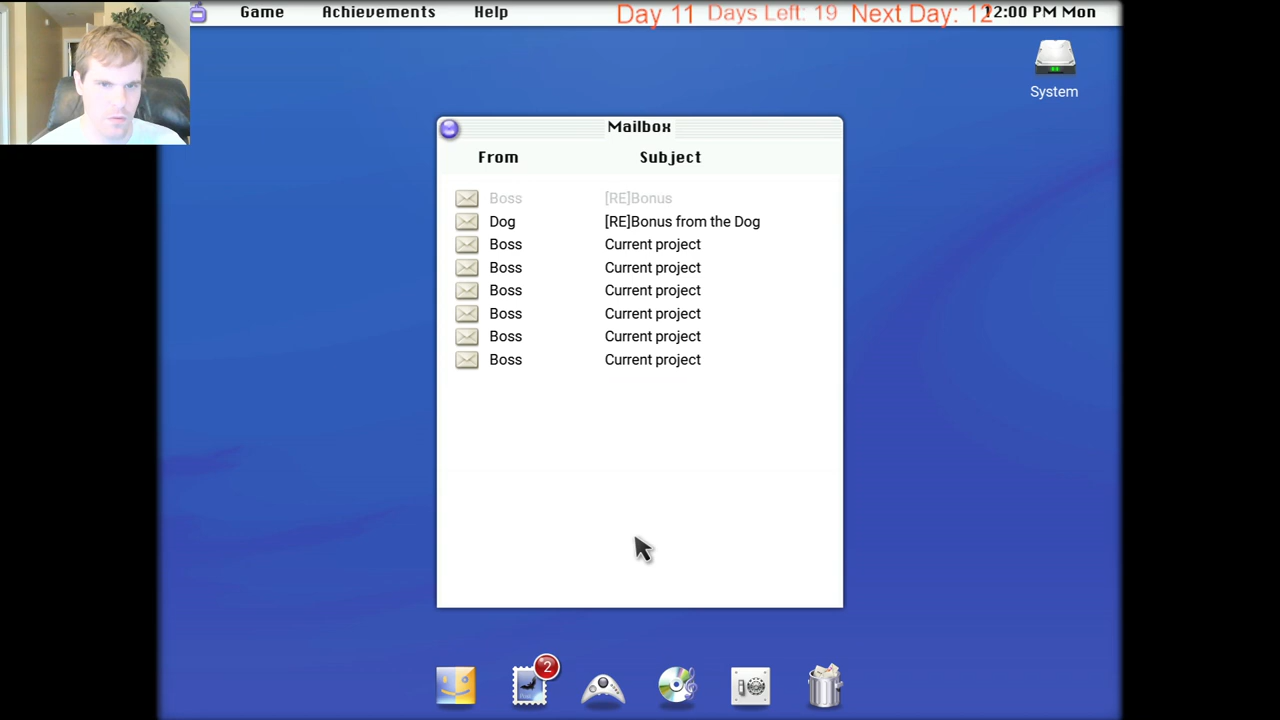 Game Achievements Help Day 11 Days Left: 19 Next Day: 12 12:00 PM Mon
System
Mailbox
From Subject
Boss [RE]Bonus
Dog [RE]Bonus from the Dog
Boss Current project
Boss Current project
Boss Current project
Boss Current project
Boss Current project
Boss Current project
2